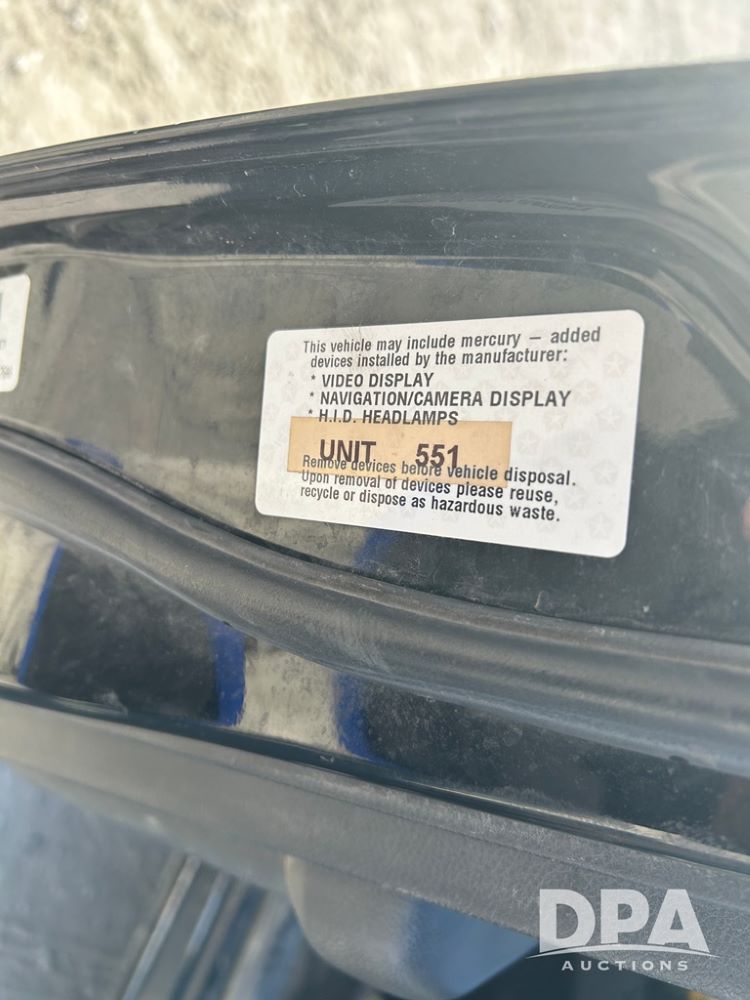 This vehicle may include mercury — added
devices installed by the manufacturer:
* VIDEO DISPLAY
* NAVIGATION/CAMERA DISPLAY
* H.I.D. HEADLAMPS
UNIT 551
Remove devices before vehicle disposal.
Upon removal of devices please reuse,
recycle or dispose as hazardous waste.
DPA
AUCTIONS